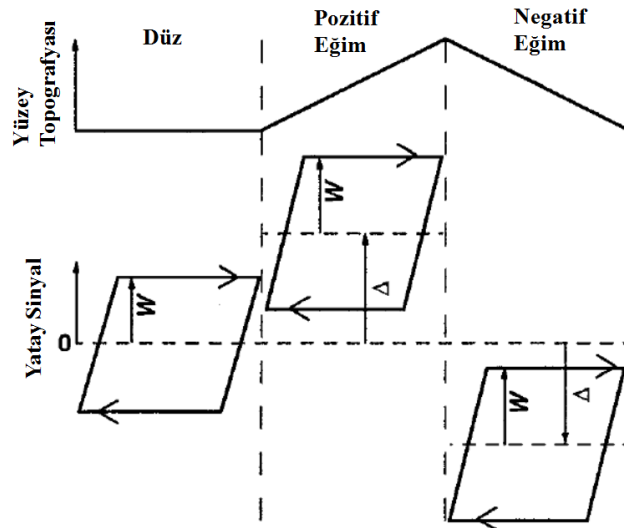 Düz
Pozitif
Eğim
Negatif
Eğim
Yüzey
Topografyası
Yatay Sinyal
0
W
W
Δ
W
Δ